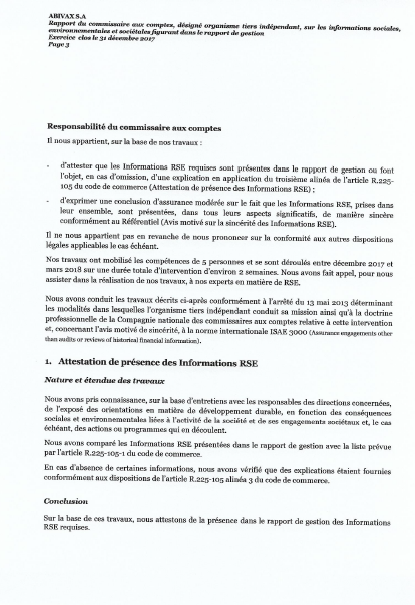 ABIVAX S.A
Rapport du commissaire aux comptes, désigné organisme tiers indépendant, sur les informations sociales,
environnementales et sociétales figurant dans le rapport de gestion
Exercice clos le 31 décembre 2017
Page 3
Responsabilité du commissaire aux comptes
Il nous appartient, sur la base de nos travaux :
- d'attester que les Informations RSE requises sont présentes dans le rapport de gestion ou font
l'objet, en cas d'omission, d'une explication en application du troisième alinéa de l'article R.225-
105 du code de commerce (Attestation de présence des Informations RSE) ;
- d'exprimer une conclusion d'assurance modérée sur le fait que les Informations RSE, prises dans
leur ensemble, sont présentées, dans tous leurs aspects significatifs, de manière sincère
conformément au Référentiel (Avis motivé sur la sincérité des Informations RSE).
Il ne nous appartient pas en revanche de nous prononcer sur la conformité aux autres dispositions
légales applicables le cas échéant.
Nos travaux ont mobilisé les compétences de 5 personnes et se sont déroulés entre décembre 2017 et
mars 2018 sur une durée totale d'intervention d'environ 2 semaines. Nous avons fait appel, pour nous
assister dans la réalisation de nos travaux, à nos experts en matière de RSE.
Nous avons conduit les travaux décrits ci-après conformément à l'arrêté du 13 mai 2013 déterminant
les modalités dans lesquelles l'organisme tiers indépendant conduit sa mission ainsi qu'à la doctrine
professionnelle de la Compagnie nationale des commissaires aux comptes relative à cette intervention
et, concernant l'avis motivé de sincérité, à la norme internationale ISAE 3000 (Assurance engagements other
than audits or reviews of historical financial information).
1. Attestation de présence des Informations RSE
Nature et étendue des travaux
Nous avons pris connaissance, sur la base d'entretiens avec les responsables des directions concernées,
de l'exposé des orientations en matière de développement durable, en fonction des conséquences
sociales et environnementales liées à l'activité de la société et de ses engagements sociétaux et, le cas
échéant, des actions ou programmes qui en découlent.
Nous avons comparé les Informations RSE présentées dans le rapport de gestion avec la liste prévue
par l'article R.225-105-1 du code de commerce.
En cas d'absence de certaines informations, nous avons vérifié que des explications étaient fournies
conformément aux dispositions de l'article R.225-105 alinéa 3 du code de commerce.
Conclusion
Sur la base de ces travaux, nous attestons de la présence dans le rapport de gestion des Informations
RSE requises.